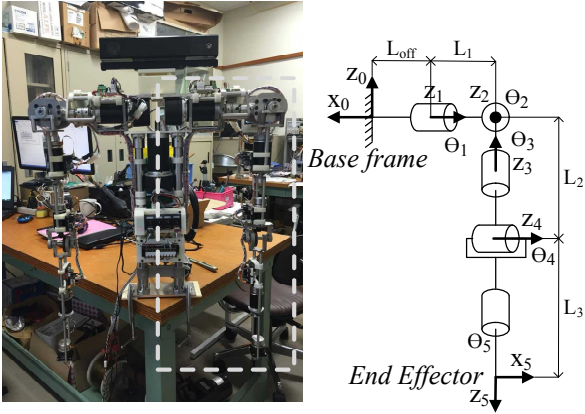 L_off L_1
z_0
x_0 z_1 z_2 Θ_2
Θ_1 Θ_3
Base frame z_3
L_2
z_4
Θ_4
L_3
Θ_5
End Effector x_5
z_5